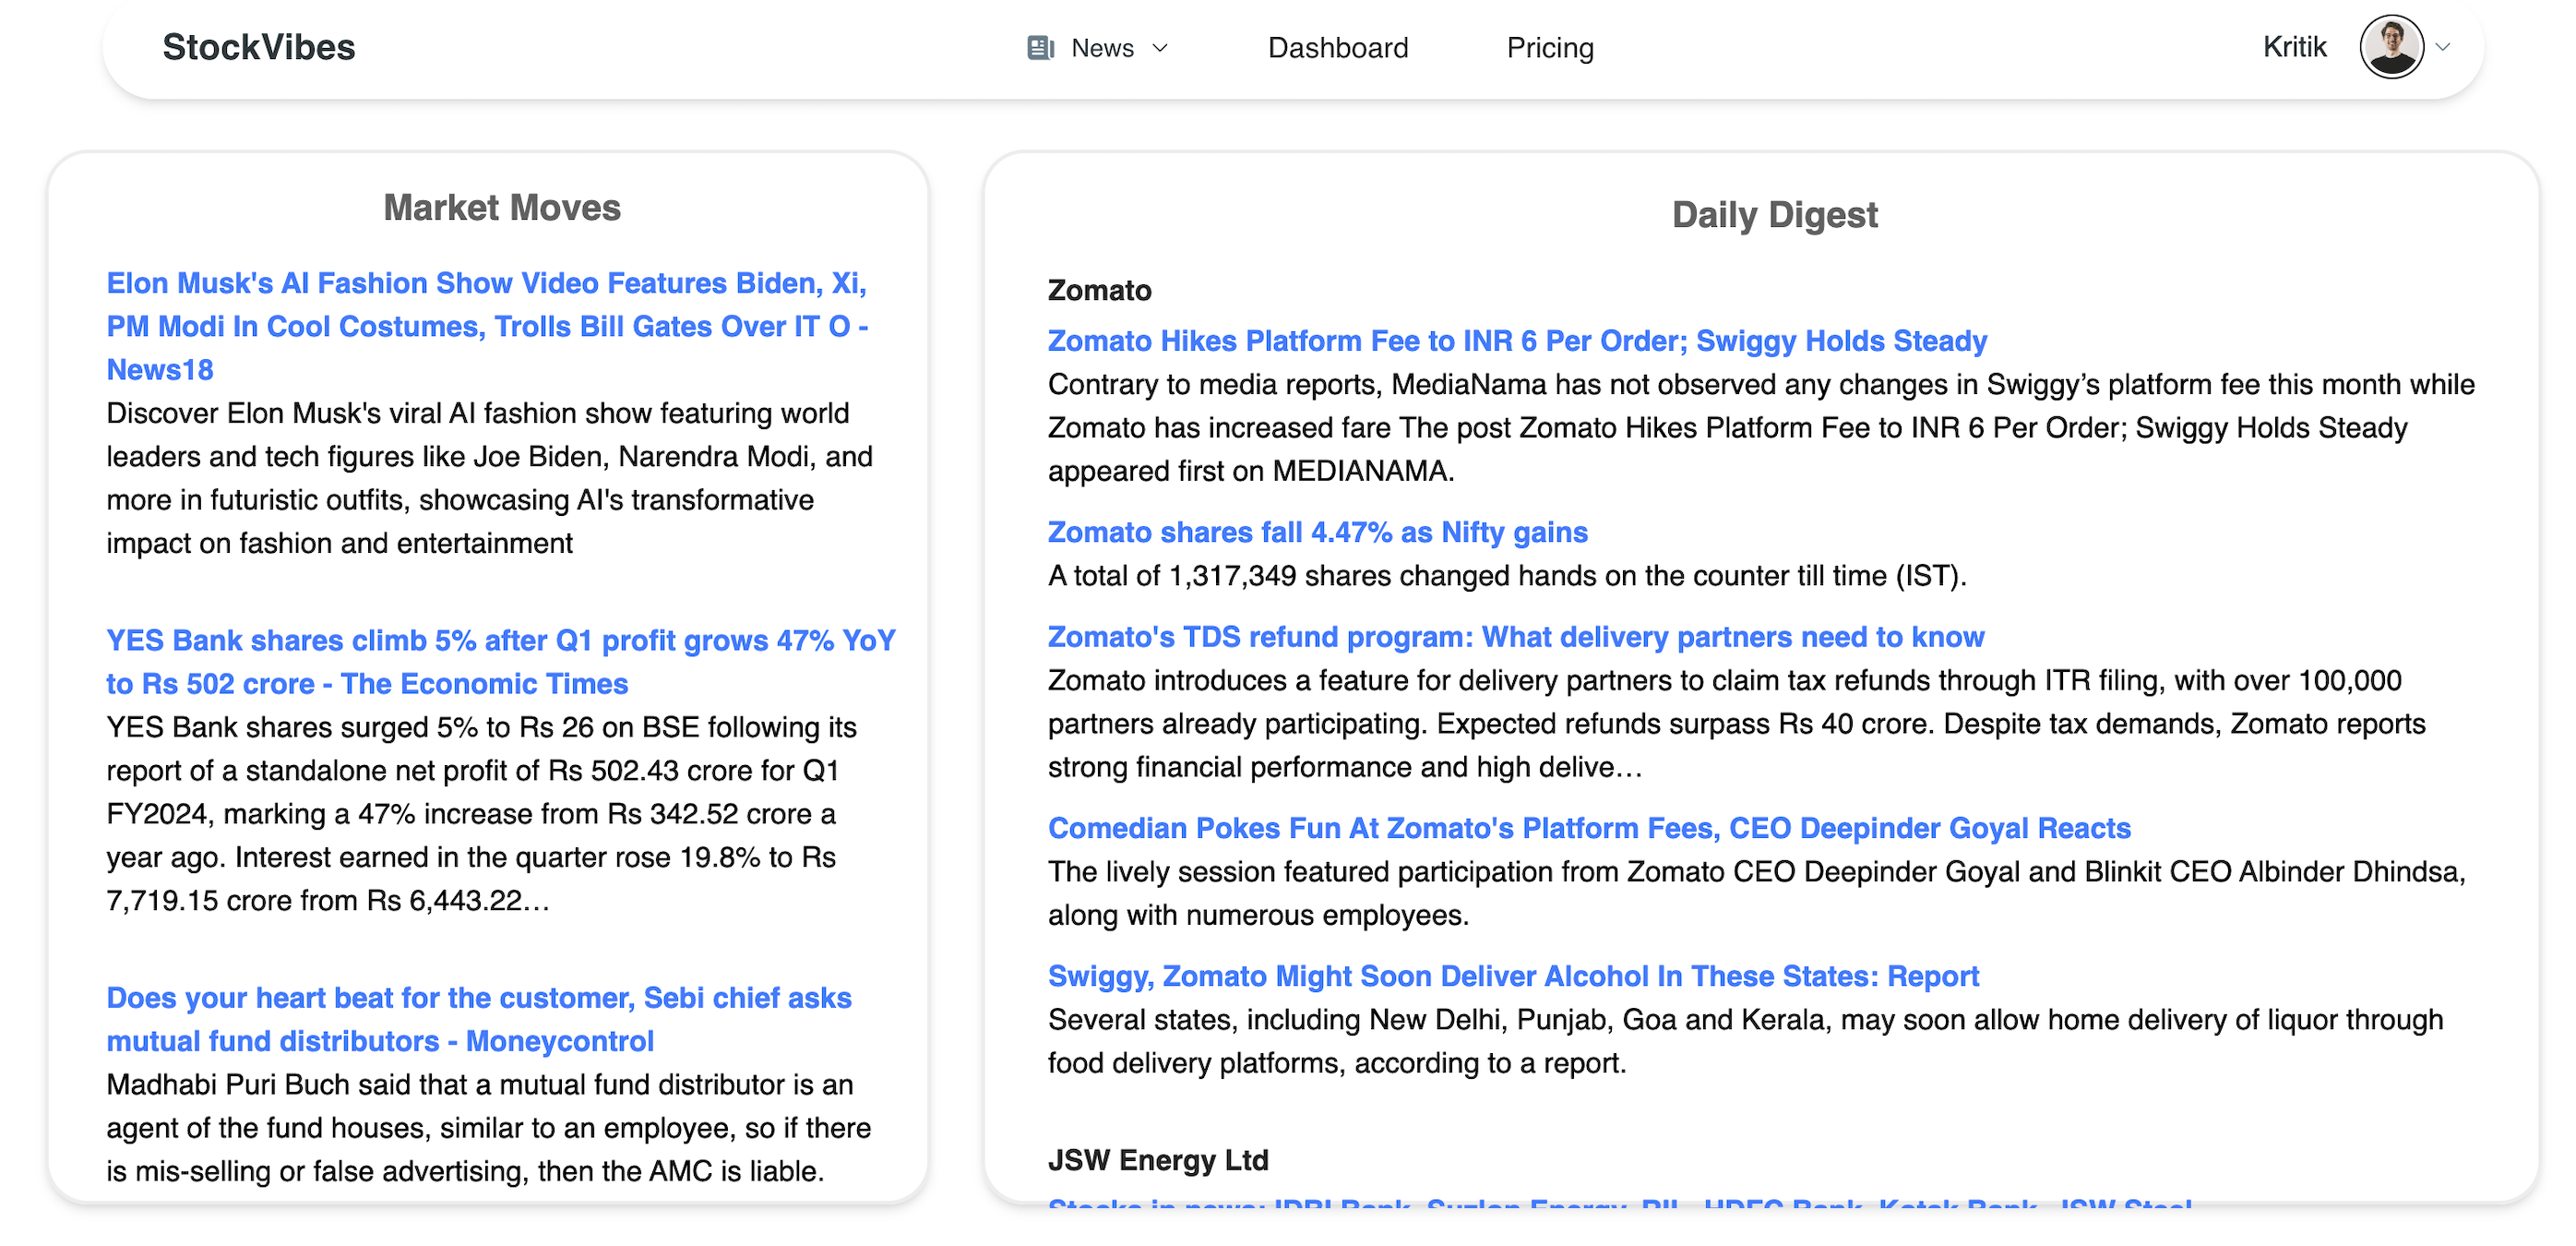 StockVibes
News
Dashboard
Pricing
Kritik
Market Moves
Elon Musk's AI Fashion Show Video Features Biden, Xi,
PM Modi In Cool Costumes, Trolls Bill Gates Over IT O -
News18
Discover Elon Musk's viral AI fashion show featuring world
leaders and tech figures like Joe Biden, Narendra Modi, and
more in futuristic outfits, showcasing AI's transformative
impact on fashion and entertainment
YES Bank shares climb 5% after Q1 profit grows 47% YoY
to Rs 502 crore - The Economic Times
YES Bank shares surged 5% to Rs 26 on BSE following its
report of a standalone net profit of Rs 502.43 crore for Q1
FY2024, marking a 47% increase from Rs 342.52 crore a
year ago. Interest earned in the quarter rose 19.8% to Rs
7,719.15 crore from Rs 6,443.22…
Does your heart beat for the customer, Sebi chief asks
mutual fund distributors - Moneycontrol
Madhabi Puri Buch said that a mutual fund distributor is an
agent of the fund houses, similar to an employee, so if there
is mis-selling or false advertising, then the AMC is liable.
Daily Digest
Zomato
Zomato Hikes Platform Fee to INR 6 Per Order; Swiggy Holds Steady
Contrary to media reports, MediaNama has not observed any changes in Swiggy’s platform fee this month while
Zomato has increased fare The post Zomato Hikes Platform Fee to INR 6 Per Order; Swiggy Holds Steady
appeared first on MEDIANAMA.
Zomato shares fall 4.47% as Nifty gains
A total of 1,317,349 shares changed hands on the counter till time (IST).
Zomato's TDS refund program: What delivery partners need to know
Zomato introduces a feature for delivery partners to claim tax refunds through ITR filing, with over 100,000
partners already participating. Expected refunds surpass Rs 40 crore. Despite tax demands, Zomato reports
strong financial performance and high delive…
Comedian Pokes Fun At Zomato's Platform Fees, CEO Deepinder Goyal Reacts
The lively session featured participation from Zomato CEO Deepinder Goyal and Blinkit CEO Albinder Dhindsa,
along with numerous employees.
Swiggy, Zomato Might Soon Deliver Alcohol In These States: Report
Several states, including New Delhi, Punjab, Goa and Kerala, may soon allow home delivery of liquor through
food delivery platforms, according to a report.
JSW Energy Ltd
Stocks in news: IDBI Bank, Suzlon Energy, RIL, HDFC Bank, Kotak Bank, JSW Steel